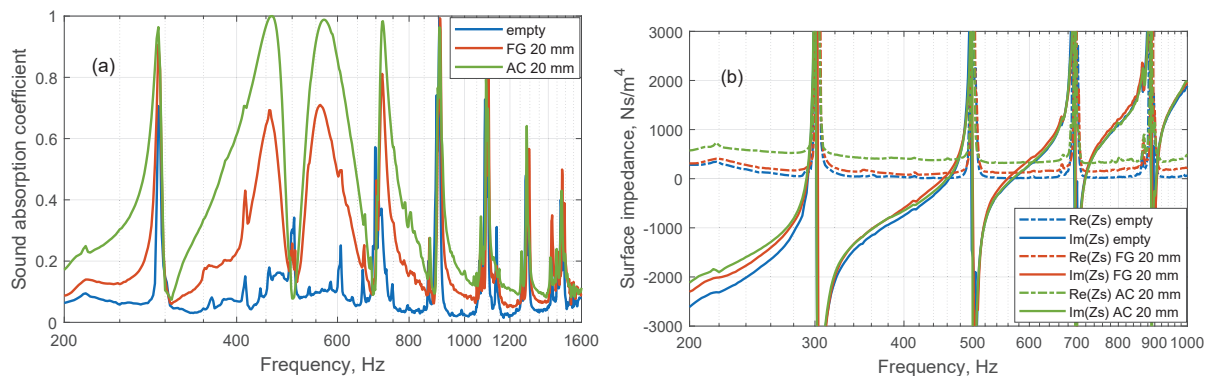 1
0.8
0.6
0.4
0.2
0
Sound absorption coefficient
(a)
empty
FG 20 mm
AC 20 mm
200 400 600 800 1000 1200 1600
Frequency, Hz
3000
2000
1000
0
-1000
-2000
-3000
Surface impedance, Ns/m⁴
(b)
Re(Zs) empty
Im(Zs) empty
Re(Zs) FG 20 mm
Im(Zs) FG 20 mm
Re(Zs) AC 20 mm
Im(Zs) AC 20 mm
200 300 400 500 600 700 800 900 1000
Frequency, Hz